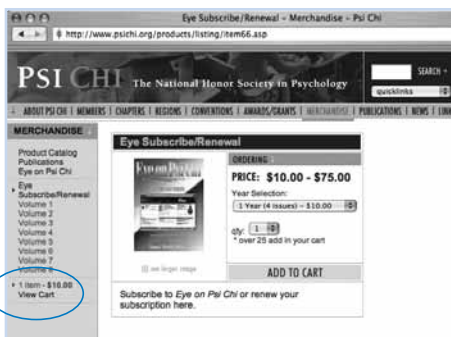 Eye Subscribe/Renewal - Merchandise - Psi Chi
http://www.psichi.org/products/listing/item66.asp
PSI CHI The National Honor Society in Psychology
SEARCH
quicklinks
ABOUT PSI CHI | MEMBERS | CHAPTERS | REGIONS | CONVENTIONS | AWARDS/GRANTS | MERCHANDISE | PUBLICATIONS | NEWS |
MERCHANDISE
Product Catalog
Publications
Eye on Psi Chi
Eye
Subscribe/Renewal
Volume 1
Volume 2
Volume 3
Volume 4
Volume 5
Volume 6
Volume 7
1 item - $10.00
View Cart
Eye Subscribe/Renewal
Eye on Psi Chi
see larger image
ORDERING
PRICE: $10.00 - $75.00
Year Selection:
1 Year (4 issues) - $10.00
qty: 1
* over 25 add in your cart
ADD TO CART
Subscribe to Eye on Psi Chi or renew your
subscription here.